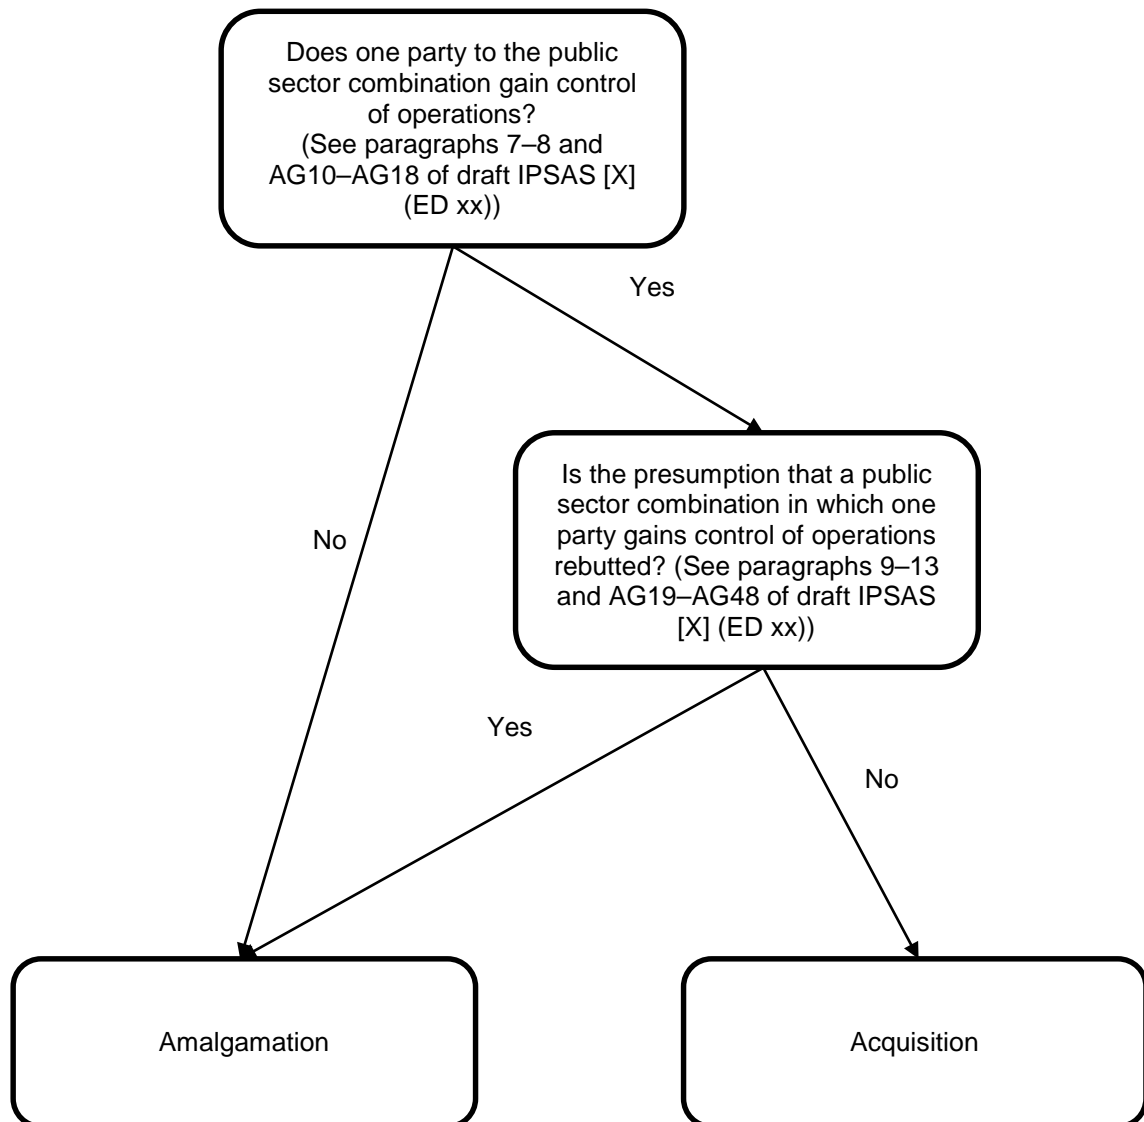 Does one party to the public
sector combination gain control
of operations?
(See paragraphs 7–8 and
AG10–AG18 of draft IPSAS [X]
(ED xx))
Yes
No
Is the presumption that a public
sector combination in which one
party gains control of operations
rebutted? (See paragraphs 9–13
and AG19–AG48 of draft IPSAS
[X] (ED xx))
Yes
No
Amalgamation
Acquisition